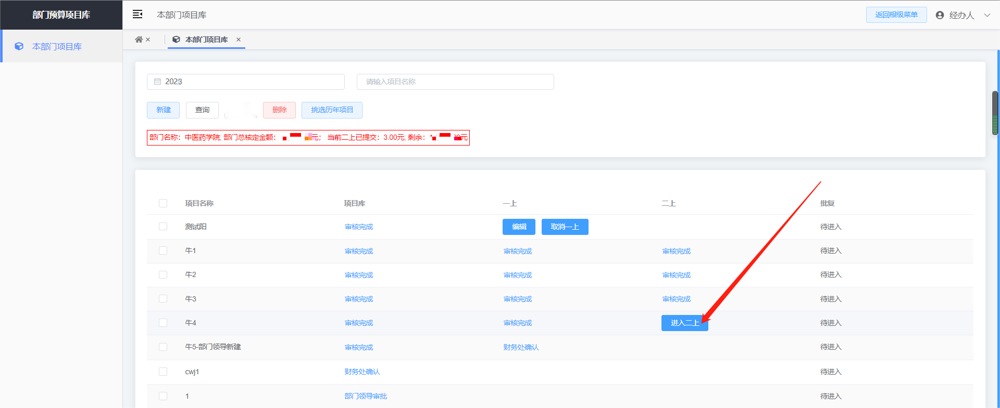 部门预算项目库
本部门项目库
返回根级菜单
经办人
本部门项目库
本部门项目库
2023
请输入项目名称
新建
查询
删除
挑选历年项目
部门名称：中医药学院; 部门总核定金额：
元； 当前二上已提交：3.00元; 剩余：
元
项目名称 项目库 一上 二上 批复
测试阳 审核完成 编辑 取消一上 待进入
牛1 审核完成 审核完成 审核完成 待进入
牛2 审核完成 审核完成 审核完成 待进入
牛3 审核完成 审核完成 审核完成 待进入
牛4 审核完成 审核完成 进入二上 待进入
牛5-部门领导新建 审核完成 财务处确认 待进入
cwj1 财务处确认 待进入
1 部门领导审批 待进入